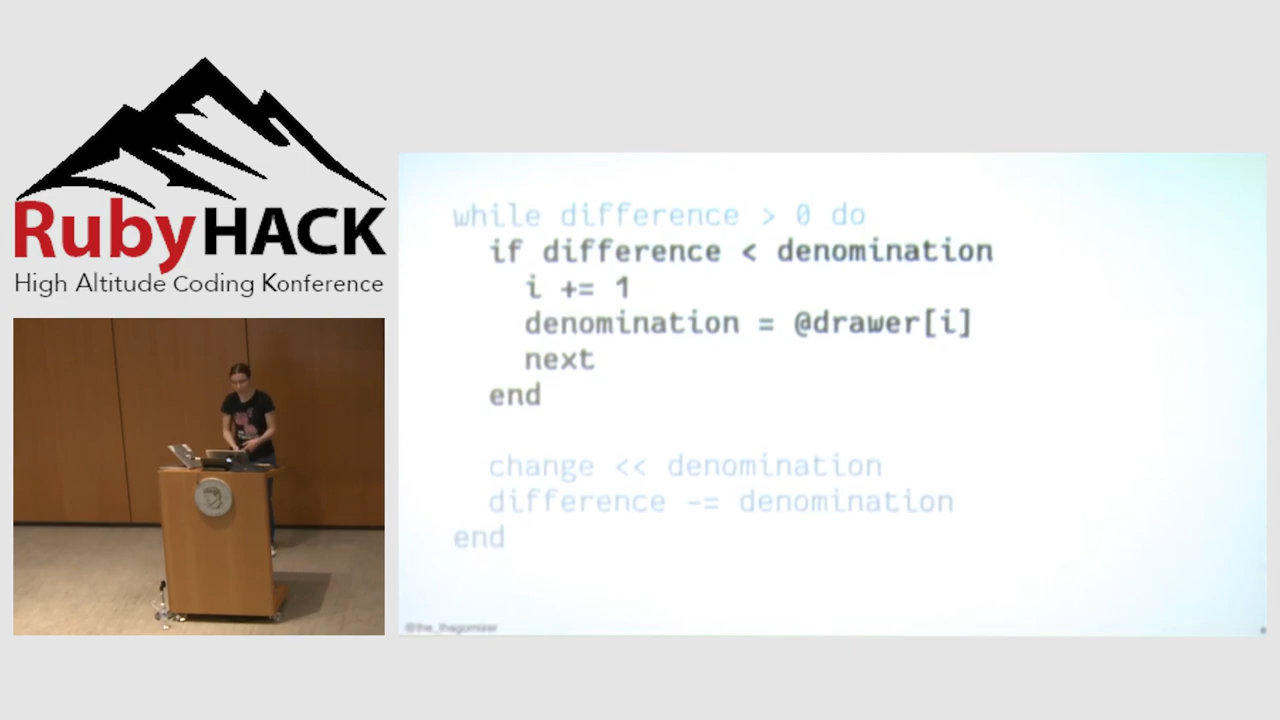 RubyHACK
High Altitude Coding Konference
while difference > 0 do
if difference < denomination
i += 1
denomination = @drawer[i]
next
end
change << denomination
difference -= denomination
end
@the_thagomizer